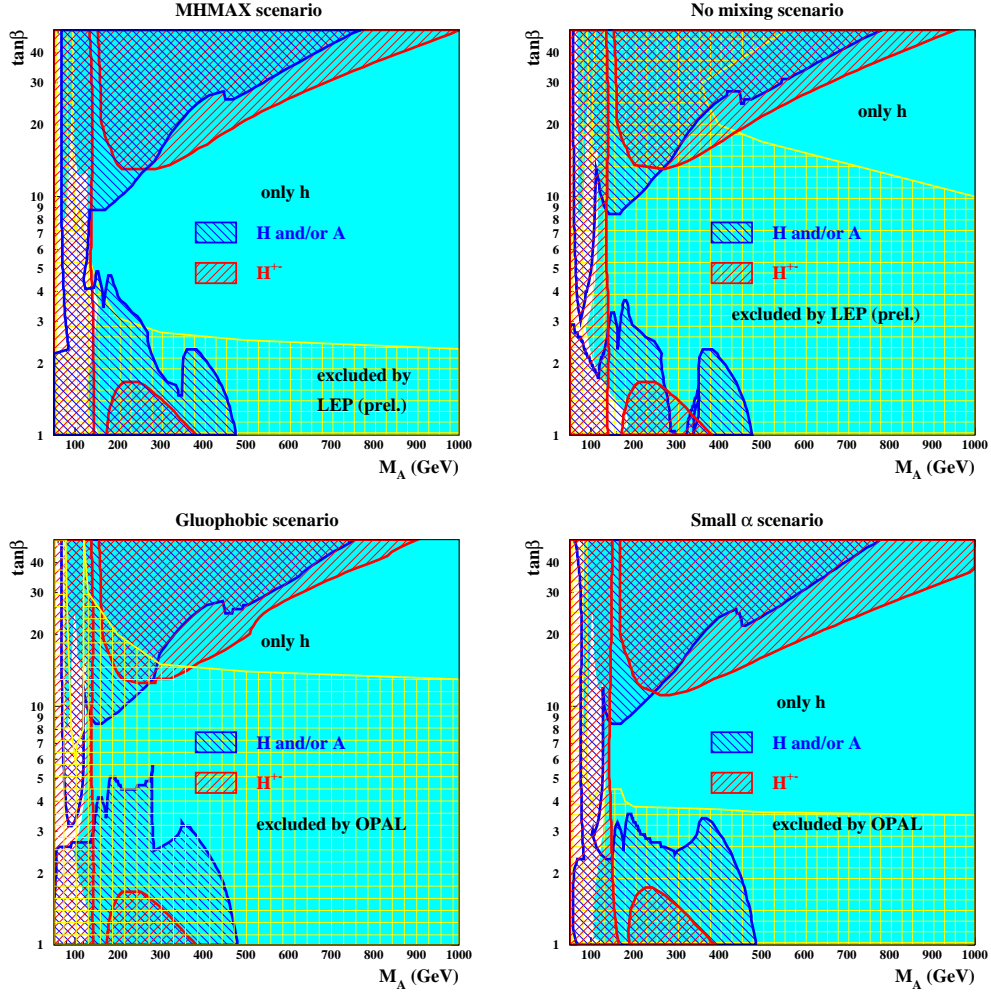 MHMAX scenario
tanβ
40
30
20
10
9
8
7
6
5
4
3
2
1
only h
H and/or A
H+-
excluded by
LEP (prel.)
100 200 300 400 500 600 700 800 900 1000
M_A (GeV)
No mixing scenario
tanβ
40
30
20
10
9
8
7
6
5
4
3
2
1
only h
H and/or A
H+-
excluded by LEP (prel.)
100 200 300 400 500 600 700 800 900 1000
M_A (GeV)
Gluophobic scenario
tanβ
40
30
20
10
9
8
7
6
5
4
3
2
1
only h
H and/or A
H+-
excluded by OPAL
100 200 300 400 500 600 700 800 900 1000
M_A (GeV)
Small α scenario
tanβ
40
30
20
10
9
8
7
6
5
4
3
2
1
only h
H and/or A
H+-
excluded by OPAL
100 200 300 400 500 600 700 800 900 1000
M_A (GeV)